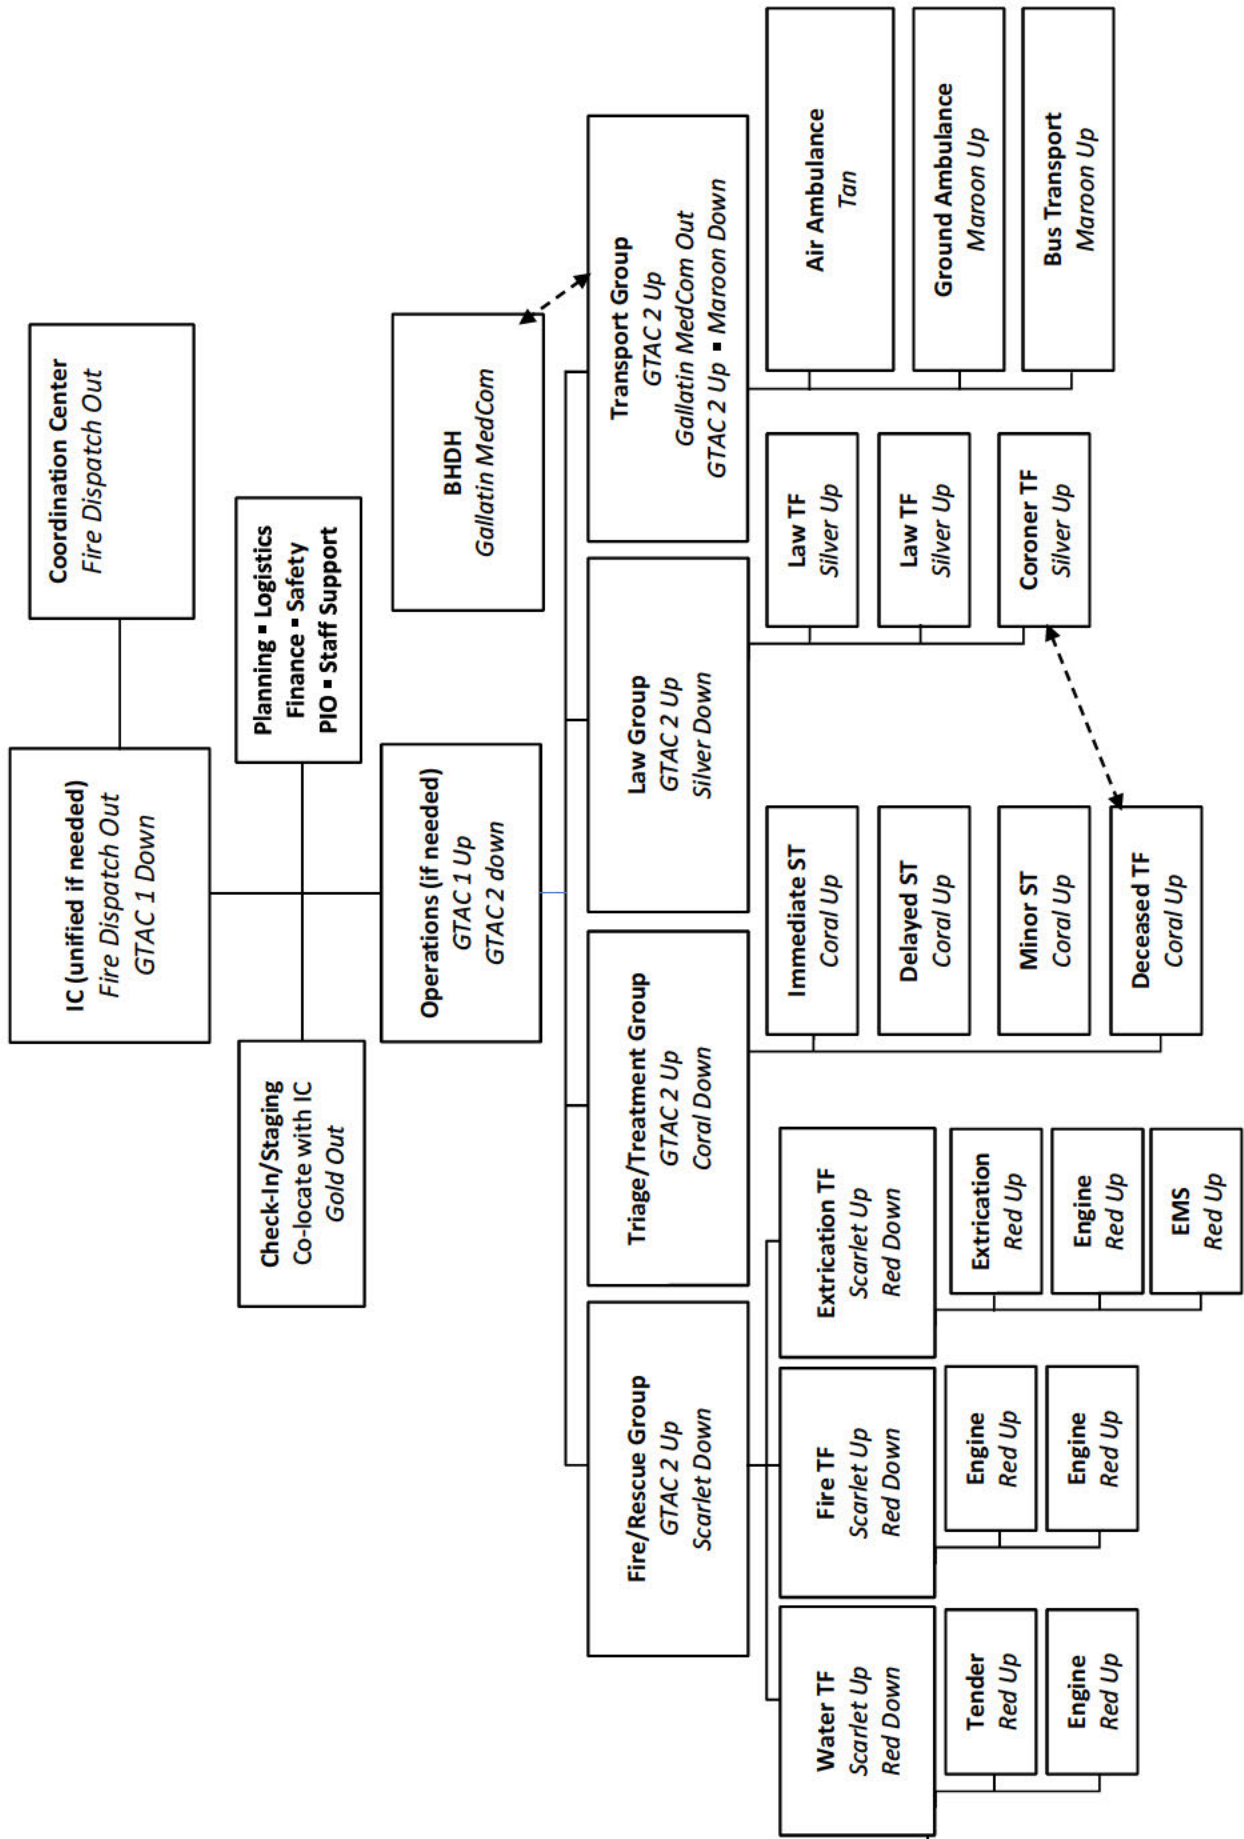 IC (unified if needed)
Fire Dispatch Out
GTAC 1 Down
Coordination Center
Fire Dispatch Out
Check-In/Staging
Co-locate with IC
Gold Out
Planning ▪ Logistics
Finance ▪ Safety
PIO ▪ Staff Support
Operations (if needed)
GTAC 1 Up
GTAC 2 down
BHDH
Gallatin MedCom
Fire/Rescue Group
GTAC 2 Up
Scarlet Down
Triage/Treatment Group
GTAC 2 Up
Coral Down
Law Group
GTAC 2 Up
Silver Down
Transport Group
GTAC 2 Up
Gallatin MedCom Out
GTAC 2 Up ▪ Maroon Down
Water TF
Scarlet Up
Red Down
Tender
Red Up
Engine
Red Up
Fire TF
Scarlet Up
Red Down
Engine
Red Up
Engine
Red Up
Extrication TF
Scarlet Up
Red Down
Extrication
Red Up
Engine
Red Up
EMS
Red Up
Immediate ST
Coral Up
Delayed ST
Coral Up
Minor ST
Coral Up
Deceased TF
Coral Up
Law TF
Silver Up
Law TF
Silver Up
Coroner TF
Silver Up
Air Ambulance
Tan
Ground Ambulance
Maroon Up
Bus Transport
Maroon Up